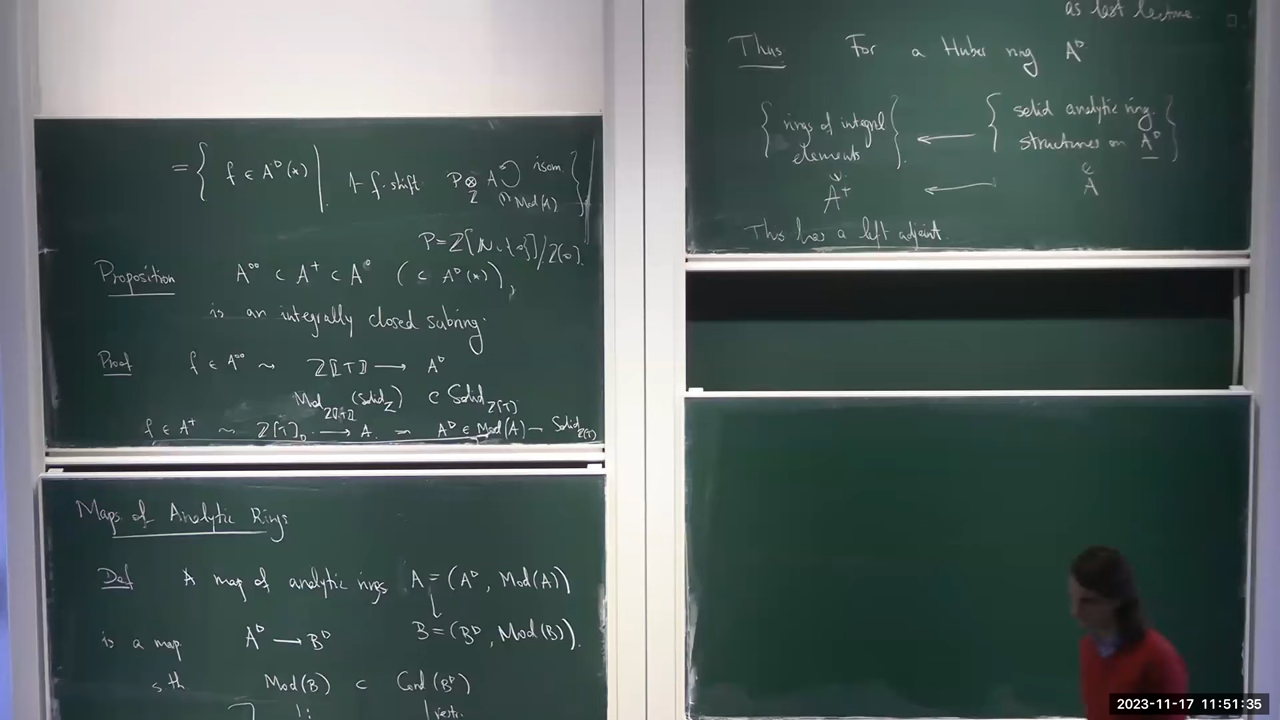 = { f ∈ A^▷(*) | 1 - f·shift P ⊗_Z A ↻ isom. }
∩ Mod(A)
P = Z[N ∪ {∞}]/Z[∞].
Proposition A^∞ ⊂ A^+ ⊂ A^° (⊂ A^▷(*)),
is an integrally closed subring.
Proof f ∈ A^∞ ~ Z[[T]] ⟶ A^▷
Mod_{Z[[T]]}(Solid_Z) ⊂ Solid_{Z[T]}
f ∈ A^+ ~ Z[T]_□ ⟶ A. ~ A^▷ ∈ Mod(A) → Solid_{Z[T]}
Maps of Analytic Rings
Def A map of analytic rings A = (A^▷, Mod(A))
↓
is a map A^▷ ⟶ B^▷ B = (B^▷, Mod(B)).
s.th. Mod(B) ⊂ Cond(B^▷)
as last lecture. □
Thus: For a Huber ring A^▷
{ rings of integral elements } ⟵ { solid analytic ring structures on A^▷ }
A^+ ⟵ A
This has a left adjoint.
2023-11-17 11:51:35